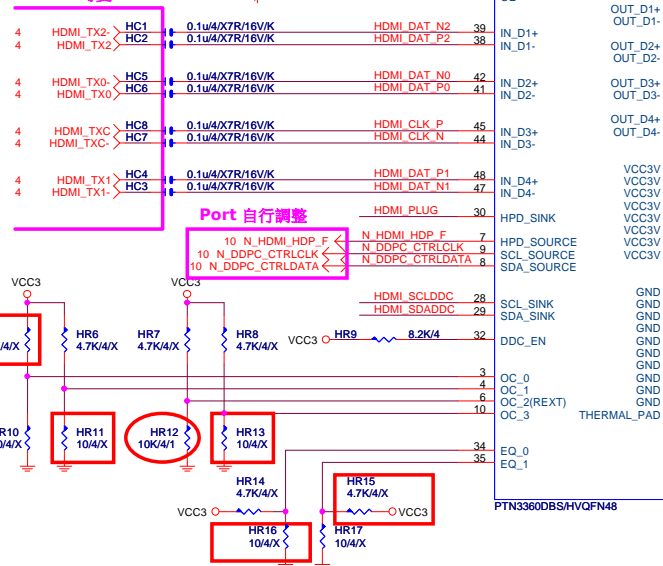 4 HDMI_TX2- HC1 0.1u/4/X7R/16V/K HDMI_DAT_N2 39 IN_D1+
4 HDMI_TX2 HC2 0.1u/4/X7R/16V/K HDMI_DAT_P2 38 IN_D1-
OUT_D1+
OUT_D1-
OUT_D2+
OUT_D2-
4 HDMI_TX0- HC5 0.1u/4/X7R/16V/K HDMI_DAT_N0 42 IN_D2+
4 HDMI_TX0 HC6 0.1u/4/X7R/16V/K HDMI_DAT_P0 41 IN_D2-
OUT_D3+
OUT_D3-
4 HDMI_TXC HC8 0.1u/4/X7R/16V/K HDMI_CLK_P 45 IN_D3+
4 HDMI_TXC- HC7 0.1u/4/X7R/16V/K HDMI_CLK_N 44 IN_D3-
OUT_D4+
OUT_D4-
4 HDMI_TX1 HC4 0.1u/4/X7R/16V/K HDMI_DAT_P1 48 IN_D4+
4 HDMI_TX1- HC3 0.1u/4/X7R/16V/K HDMI_DAT_N1 47 IN_D4-
VCC3V
VCC3V
VCC3V
VCC3V
VCC3V
VCC3V
VCC3V
VCC3V
Port 自行調整
HDMI_PLUG 30 HPD_SINK
10 N_HDMI_HDP_F N_HDMI_HDP_F 7 HPD_SOURCE
10 N_DDPC_CTRLCLK N_DDPC_CTRLCLK 9 SCL_SOURCE
10 N_DDPC_CTRLDATA N_DDPC_CTRLDATA 8 SDA_SOURCE
HDMI_SCLDDC 28 SCL_SINK
HDMI_SDADDC 29 SDA_SINK
VCC3 HR9 8.2K/4 32 DDC_EN
GND
GND
GND
GND
GND
GND
GND
GND
GND
GND
THERMAL_PAD
VCC3
VCC3
HR6
4.7K/4/X
HR7
4.7K/4/X
HR8
4.7K/4/X
3 OC_0
4 OC_1
6 OC_2(REXT)
10 OC_3
HR11
10/4/X
HR12
10K/4/1
HR13
10/4/X
34 EQ_0
35 EQ_1
HR14
4.7K/4/X
VCC3
HR15
4.7K/4/X
VCC3
HR16
10/4/X
HR17
10/4/X
PTN3360DBS/HVQFN48